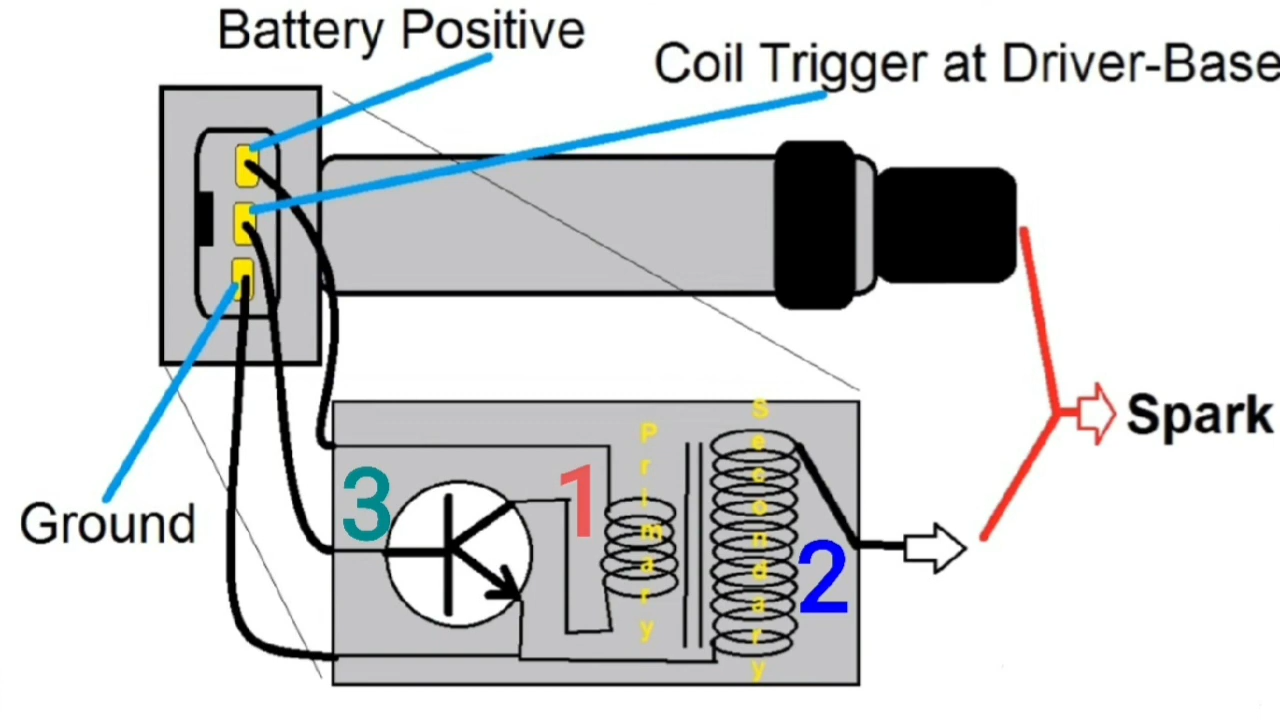 Battery Positive
Coil Trigger at Driver-Base
Spark
Ground
Primary
Secondary
3
1
2